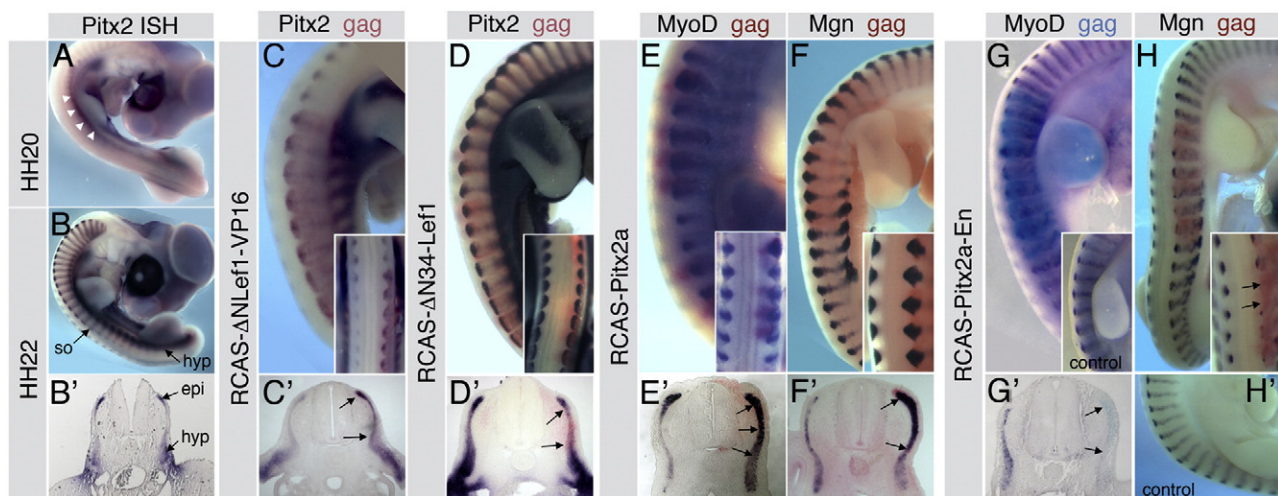 Pitx2 ISH
Pitx2 gag
Pitx2 gag
MyoD gag
Mgn gag
MyoD gag
Mgn gag
HH20
HH22
RCAS-ΔNLef1-VP16
RCAS-ΔN34-Lef1
RCAS-Pitx2a
RCAS-Pitx2a-En
A
B
so
hyp
B'
epi
hyp
C
C'
D
D'
E
E'
F
F'
G
control
G'
H
H'
control